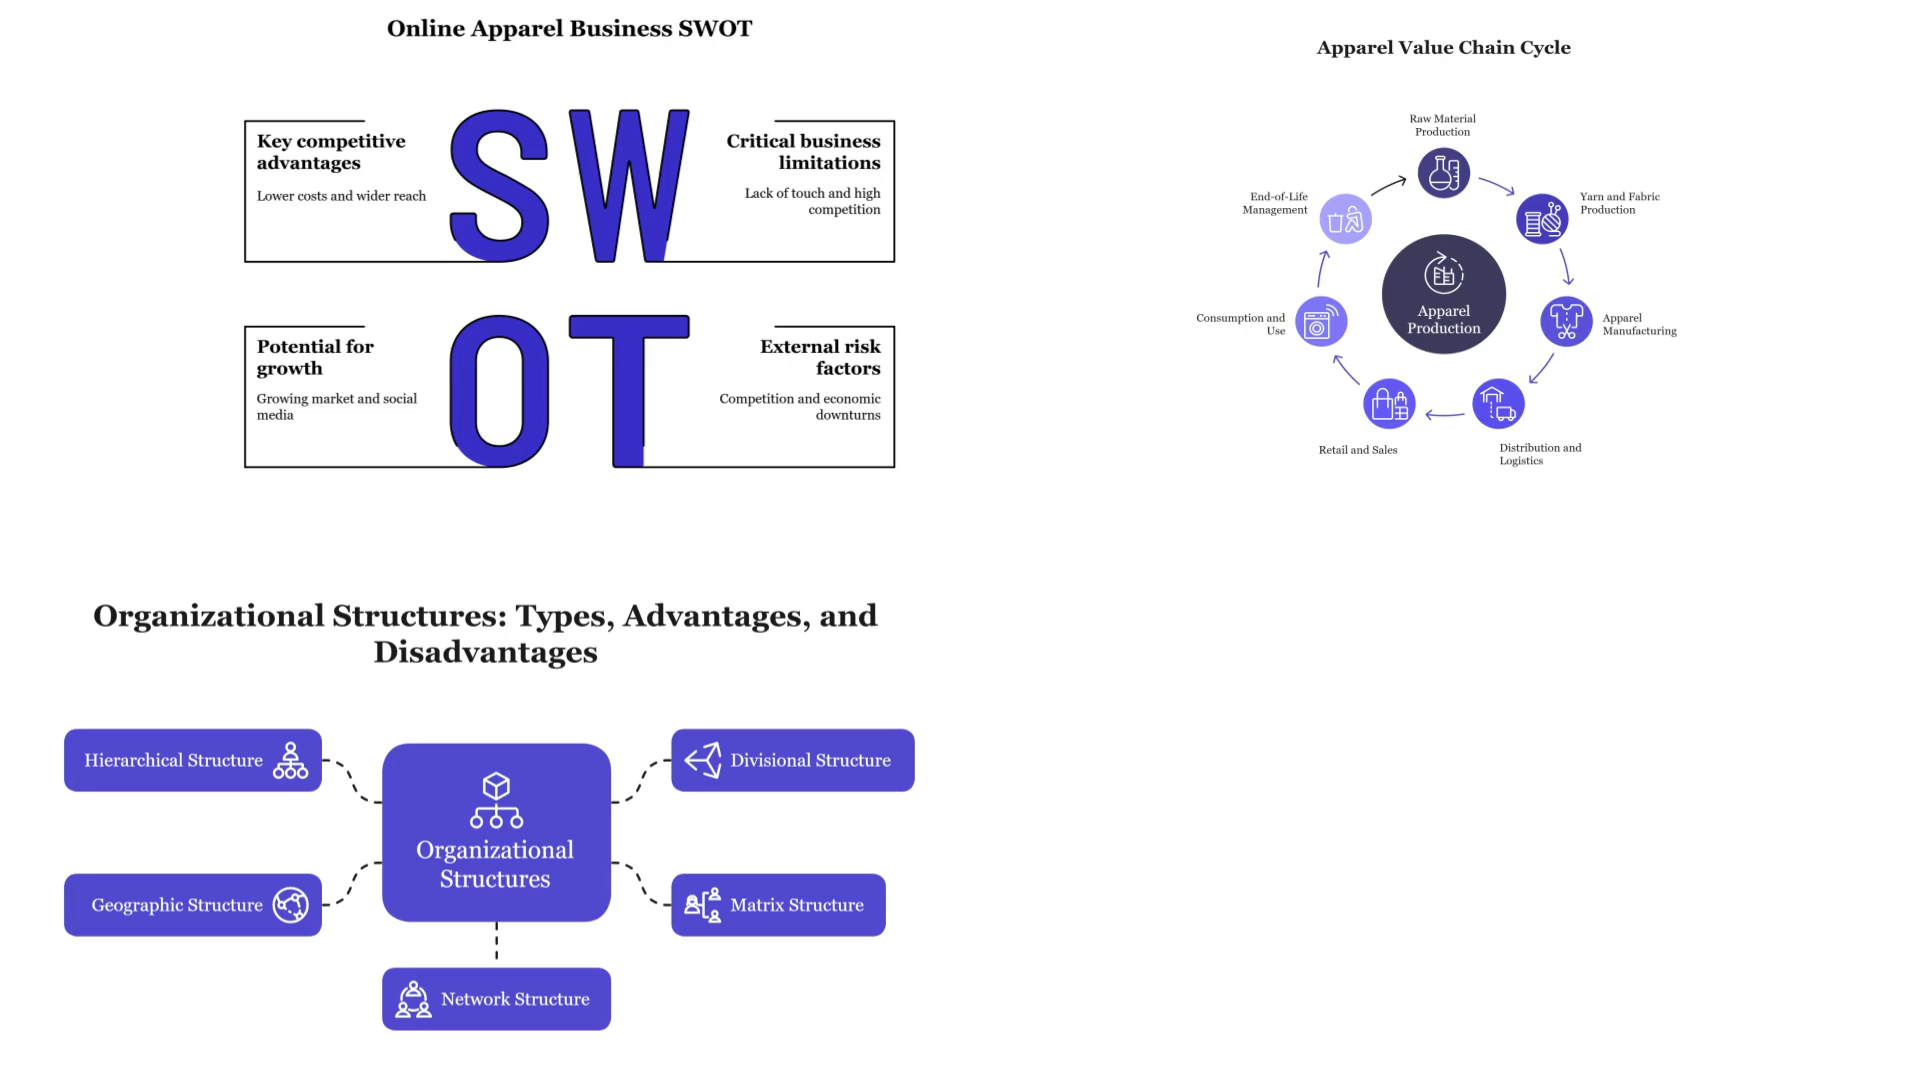 Online Apparel Business SWOT
Key competitive
advantages
Lower costs and wider reach
SW
Critical business
limitations
Lack of touch and high
competition
Potential for
growth
Growing market and social
media
OT
External risk
factors
Competition and economic
downturns
Apparel Value Chain Cycle
Raw Material
Production
Yarn and Fabric
Production
Apparel
Manufacturing
Distribution and
Logistics
Retail and Sales
Consumption and
Use
End-of-Life
Management
Apparel
Production
Organizational Structures: Types, Advantages, and
Disadvantages
Hierarchical Structure
Geographic Structure
Organizational
Structures
Divisional Structure
Matrix Structure
Network Structure